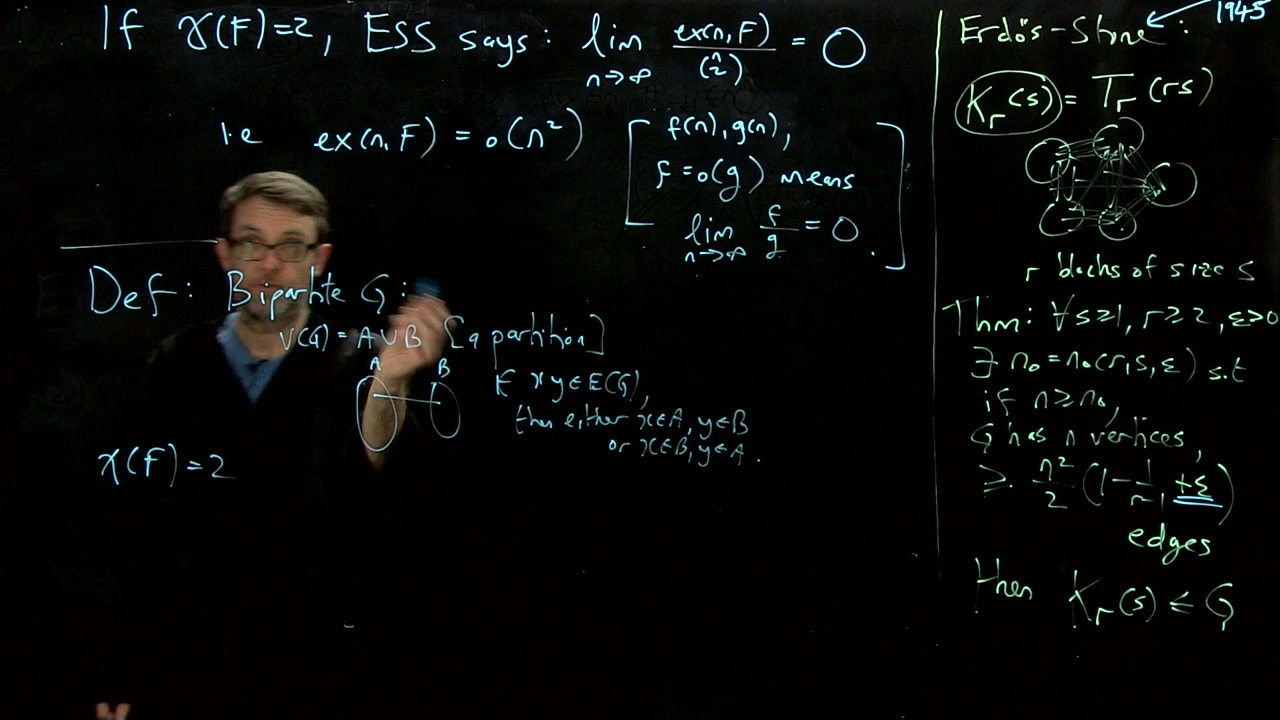 If χ(F)=2, ESS says: lim n→∞ ex(n,F)/(n 2) = 0
i.e ex(n,F) = o(n²)
[f(n), g(n),
f = o(g) means
lim n→∞ f/g = 0.]
Def: Bipartite G:
V(G) = A∪B [a partition]
A B
If xy∈E(G),
then either x∈A, y∈B
or x∈B, y∈A.
χ(F)=2
1945
Erdős-Stone:
K_r(s) = T_r(rs)
r blocks of size s
Thm: ∀s≥1, r≥2, ε>0
∃ n₀=n₀(r,s,ε) s.t
if n≥n₀,
G has n vertices,
≥ n²/2 (1-1/(r-1)+ε)
edges
then K_r(s) ≤ G